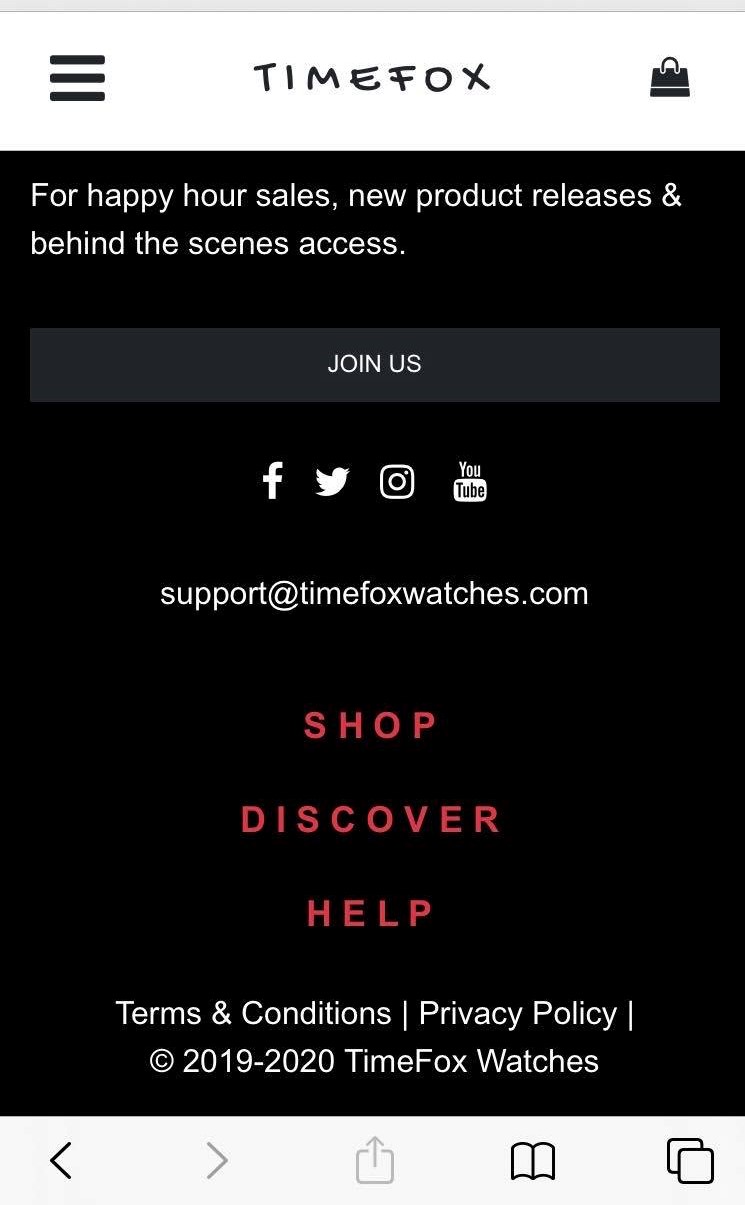 TIMEFOX
For happy hour sales, new product releases &
behind the scenes access.
JOIN US
You
Tube
support@timefoxwatches.com
SHOP
DISCOVER
HELP
Terms & Conditions | Privacy Policy |
© 2019-2020 TimeFox Watches